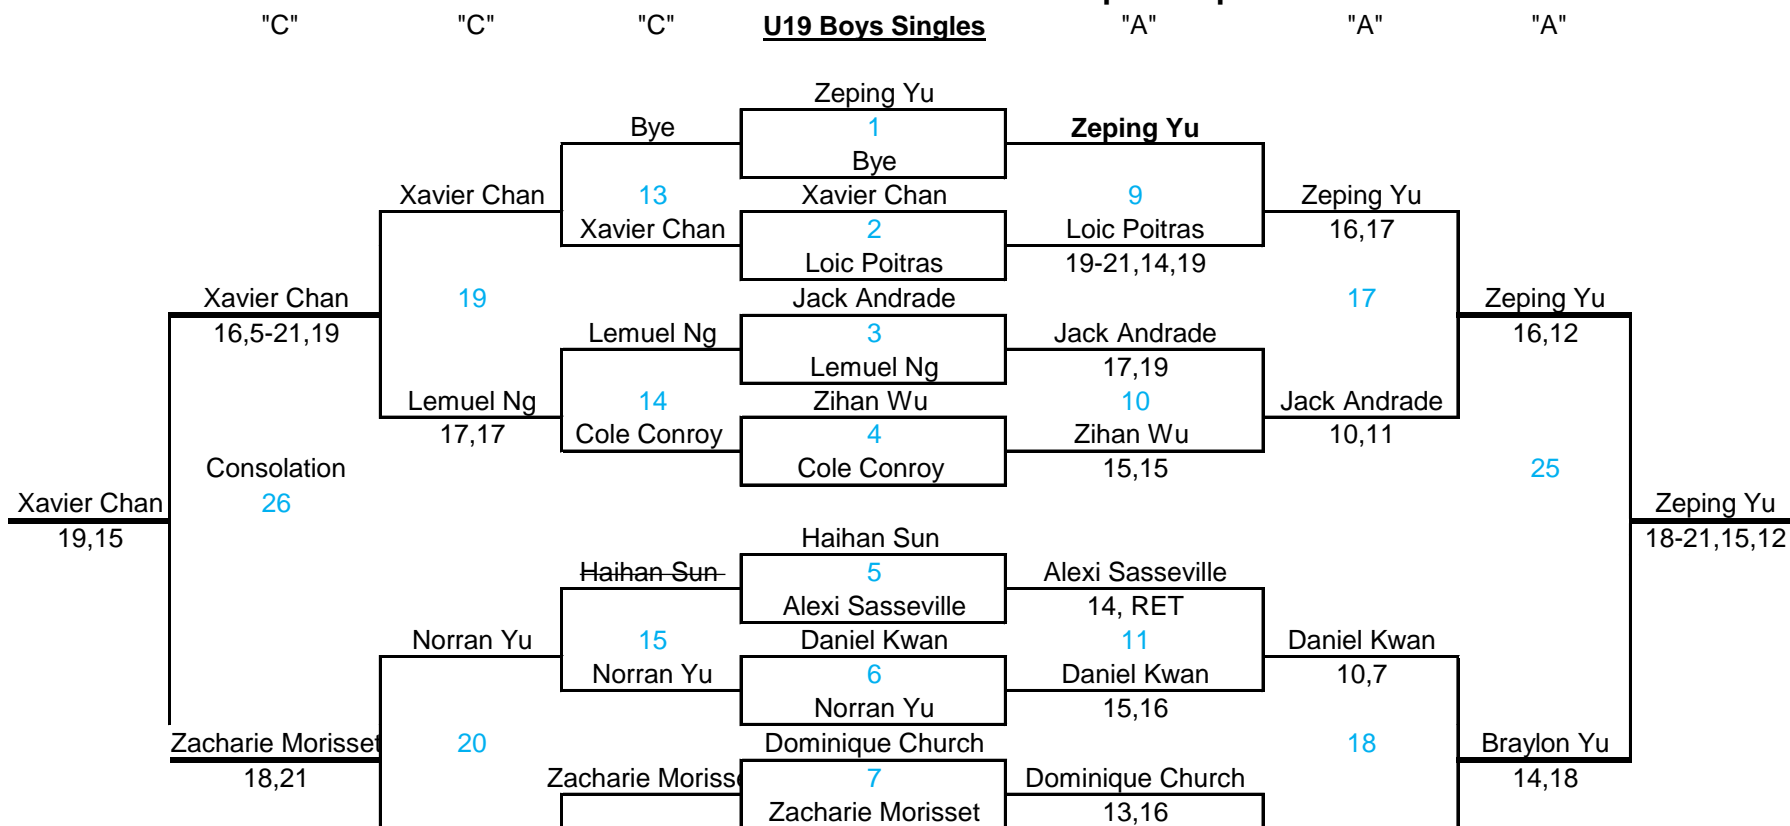 "C" "C" "C" U19 Boys Singles "A" "A" "A"
Zeping Yu
Bye 1 Zeping Yu
Bye
Xavier Chan 13 Xavier Chan 9 Zeping Yu
Xavier Chan 2 Loic Poitras 16,17
Loic Poitras 19-21,14,19
Xavier Chan 19 Jack Andrade 17 Zeping Yu
16,5-21,19 Lemuel Ng 3 Jack Andrade 16,12
Lemuel Ng 17,19
Lemuel Ng 14 Zihan Wu 10 Jack Andrade
17,17 Cole Conroy 4 Zihan Wu 10,11
Consolation Cole Conroy 15,15 25
Xavier Chan 26 Zeping Yu
19,15 Haihan Sun 18-21,15,12
Haihan Sun 5 Alexi Sasseville
Alexi Sasseville 14, RET
Norran Yu 15 Daniel Kwan 11 Daniel Kwan
Norran Yu 6 Daniel Kwan 10,7
Norran Yu 15,16
Zacharie Morisset 20 Dominique Church 18 Braylon Yu
18,21 Zacharie Morisse 7 Dominique Church 14,18
Zacharie Morisset 13,16